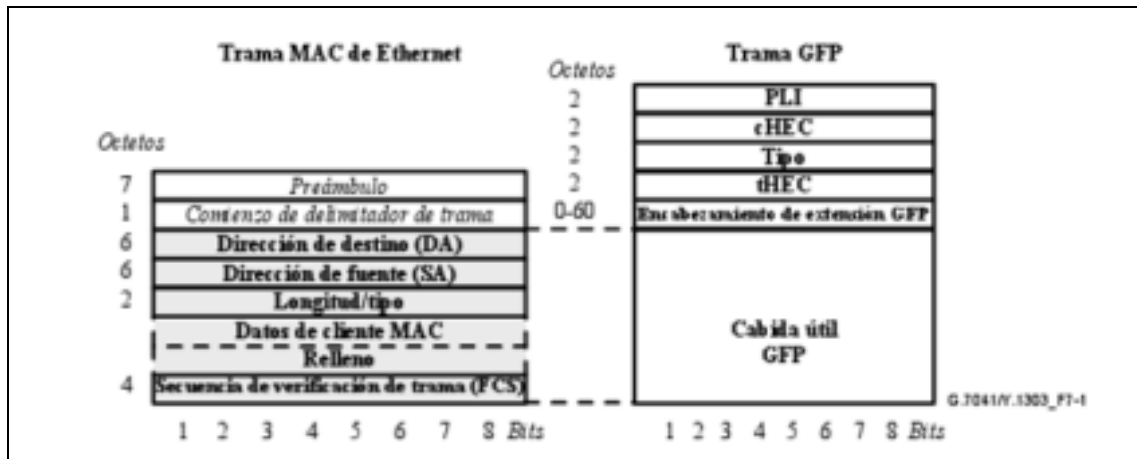 Trama MAC de Ethernet
Octetos
7 Preámbulo
1 Comienzo de delimitador de trama
6 Dirección de destino (DA)
6 Dirección de fuente (SA)
2 Longitud/tipo
Datos de cliente MAC
Relleno
4 Secuencia de verificación de trama (FCS)
1 2 3 4 5 6 7 8 Bits
Trama GFP
Octetos
2 PLI
2 cHEC
2 Tipo
2 tHEC
0-60 Encabezamiento de extensión GFP
Cabida útil
GFP
1 2 3 4 5 6 7 8 Bits
G.7041/Y.1303_F7-1